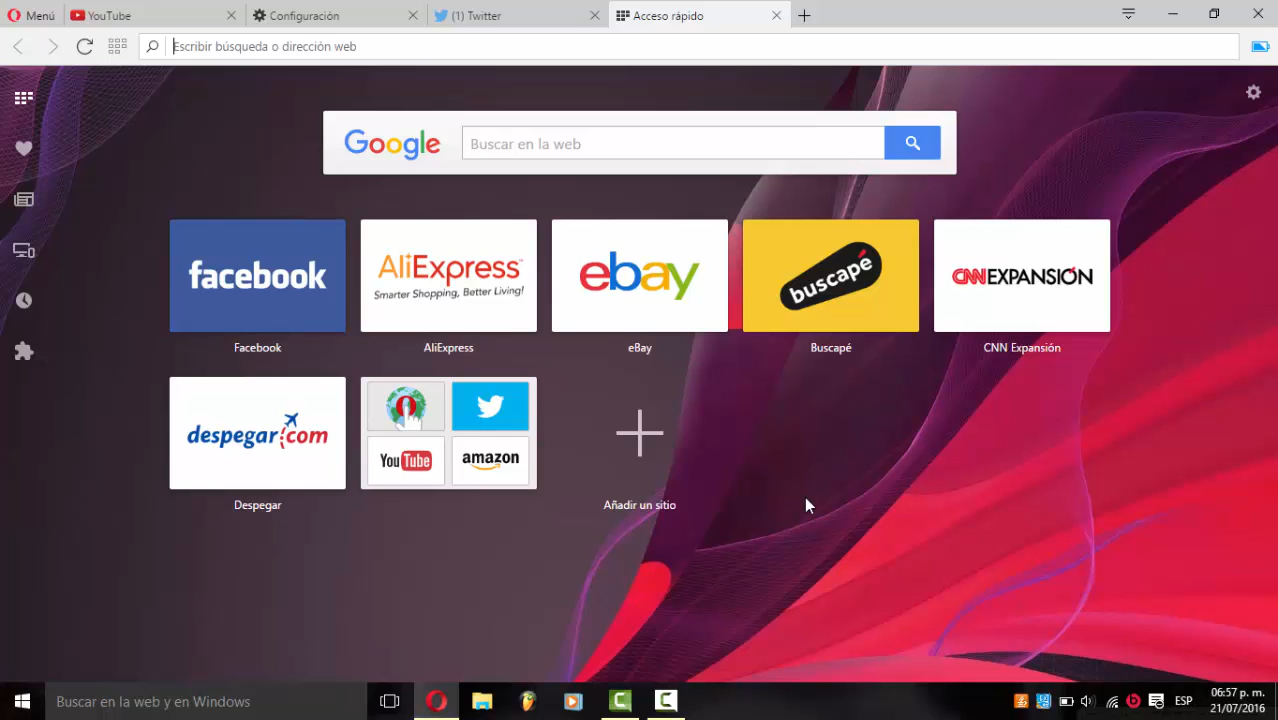 Menú
YouTube
Configuración
(1) Twitter
Acceso rápido
Escribir búsqueda o dirección web
Google
Buscar en la web
facebook
AliExpress
Smarter Shopping, Better Living!
ebay
buscapé
CNNEXPANSIÓN
Facebook
AliExpress
eBay
Buscapé
CNN Expansión
despegar.com
YouTube
amazon
Despegar
Añadir un sitio
Buscar en la web y en Windows
ESP
06:57 p. m.
21/07/2016